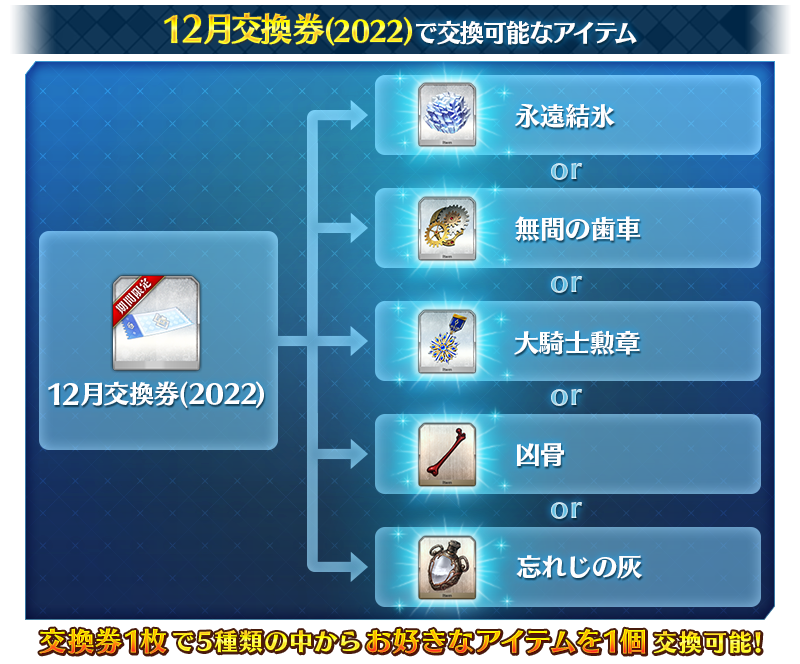 12月交換券(2022)で交換可能なアイテム
永遠結氷
or
無間の歯車
or
期間限定
12月交換券(2022)
大騎士勲章
or
凶骨
or
忘れじの灰
交換券1枚で5種類の中からお好きなアイテムを1個交換可能!